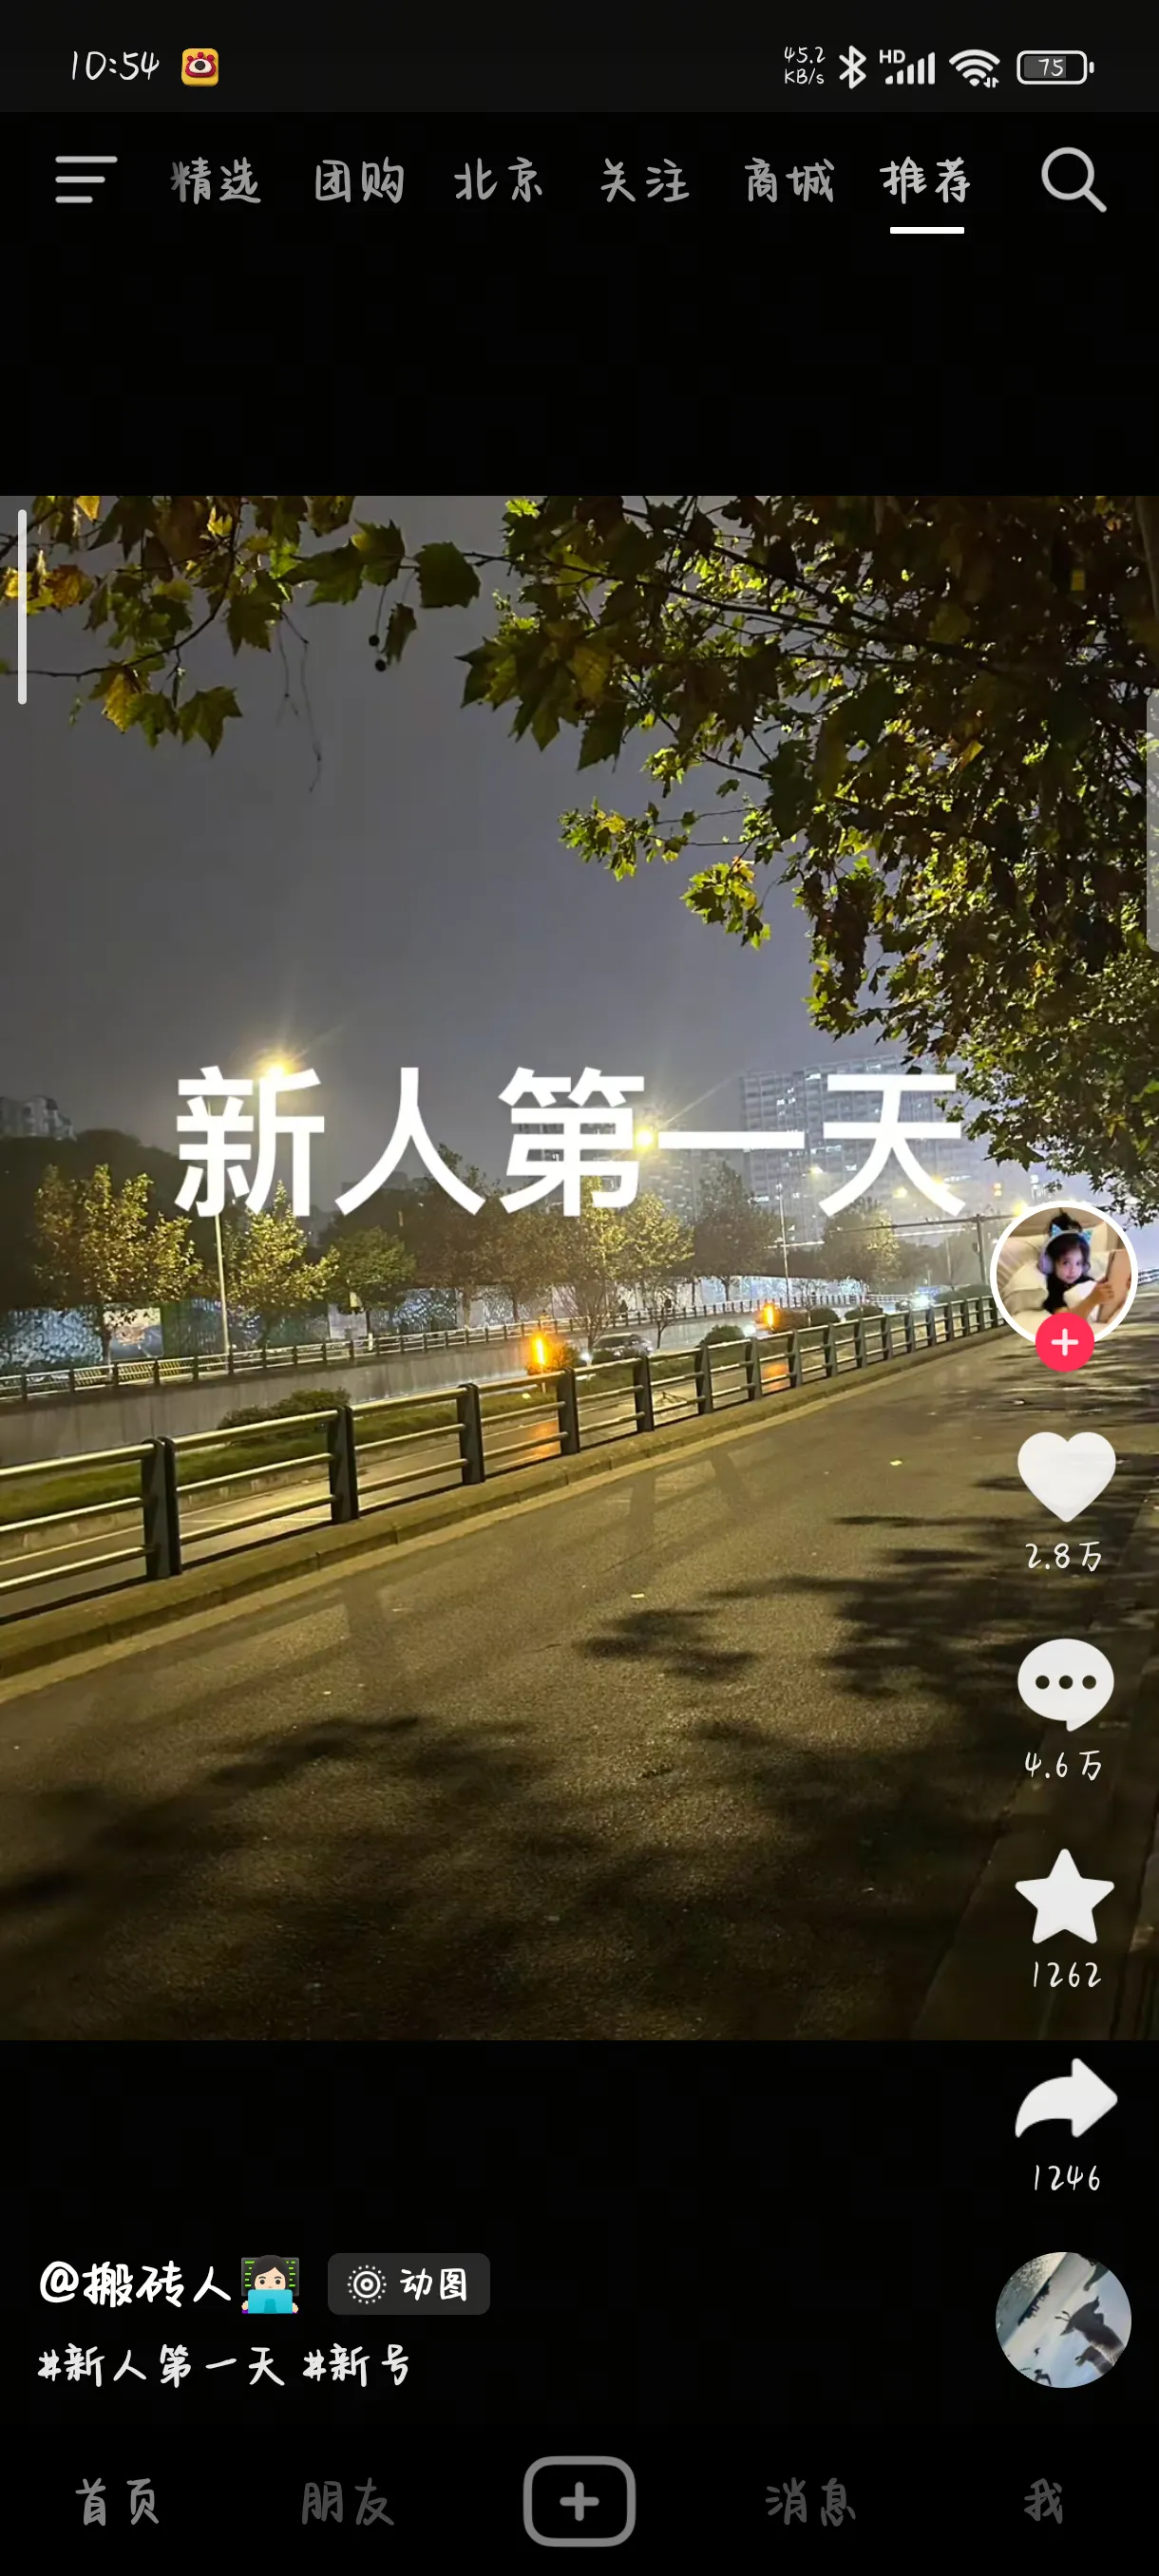 10:54
45.2
KB/s
HD
75
精选 团购 北京 关注 商城 推荐
新人第一天
2.8万
4.6万
1262
1246
@搬砖人🧑🏻‍💻 动图
#新人第一天 #新号
首页 朋友 消息 我